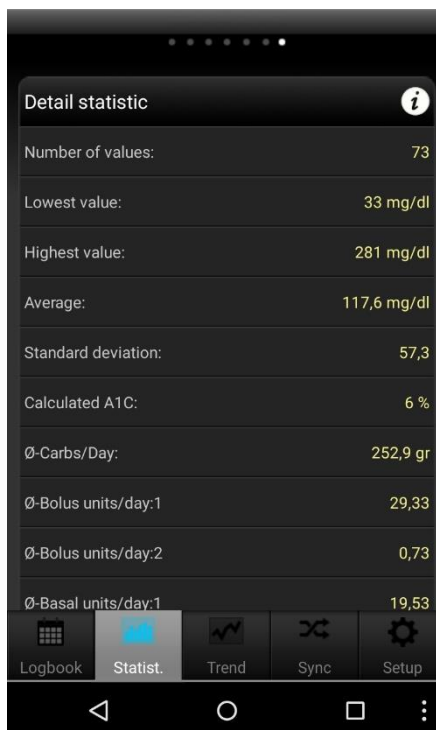 Detail statistic
i
Number of values: 73
Lowest value: 33 mg/dl
Highest value: 281 mg/dl
Average: 117,6 mg/dl
Standard deviation: 57,3
Calculated A1C: 6 %
Ø-Carbs/Day: 252,9 gr
Ø-Bolus units/day:1 29,33
Ø-Bolus units/day:2 0,73
Ø-Basal units/day:1 19,53
Logbook Statist. Trend Sync Setup